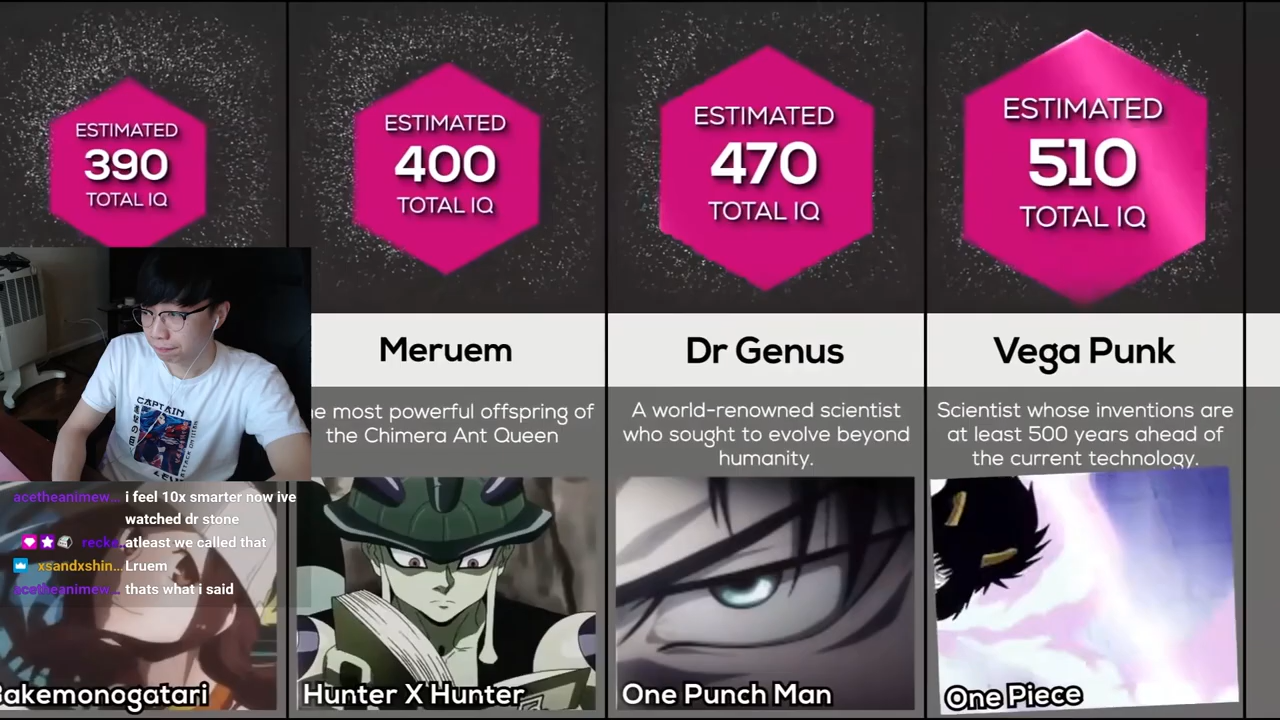 ESTIMATED
390
TOTAL IQ
ESTIMATED
400
TOTAL IQ
ESTIMATED
470
TOTAL IQ
ESTIMATED
510
TOTAL IQ
Meruem
Dr Genus
Vega Punk
most powerful offspring of
the Chimera Ant Queen
A world-renowned scientist
who sought to evolve beyond
humanity.
Scientist whose inventions are
at least 500 years ahead of
the current technology.
CAPTAIN
LEVI
acetheanimew... i feel 10x smarter now ive
watched dr stone
recke... atleast we called that
xsandxshin... Lruem
acetheanimew... thats what i said
Bakemonogatari
Hunter X Hunter
One Punch Man
One Piece